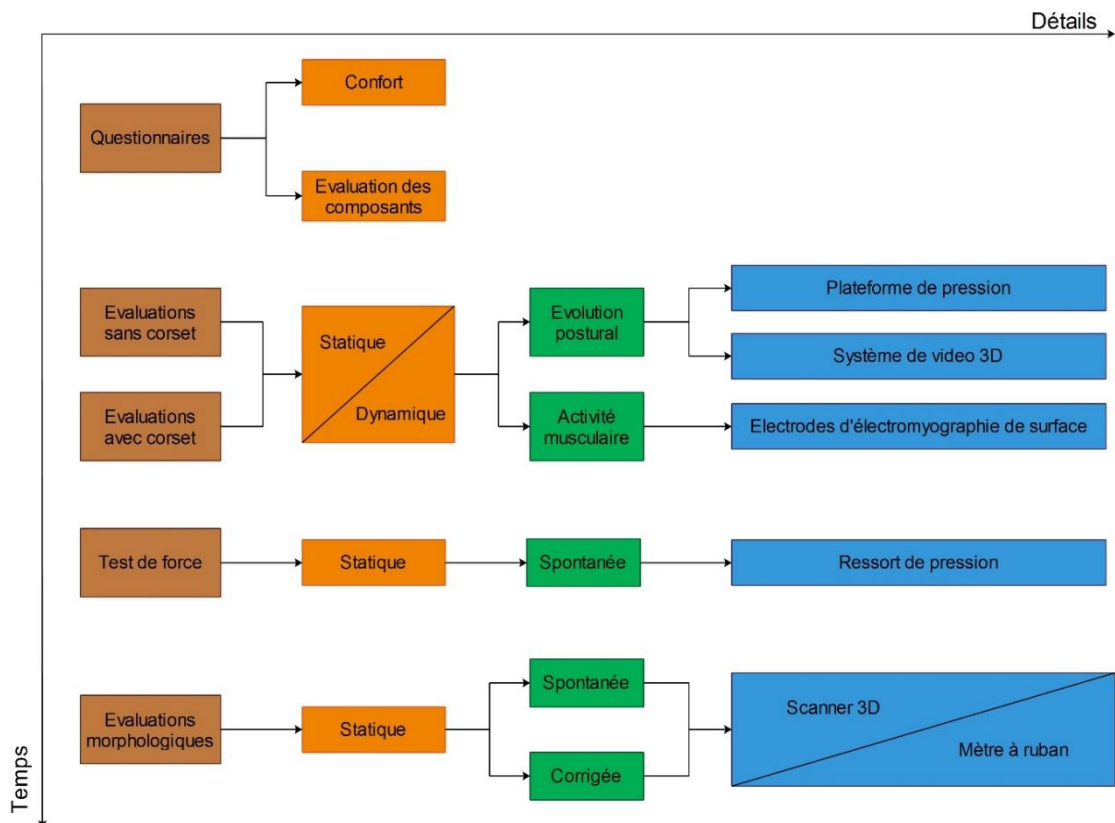 Détails
Confort
Questionnaires
Evaluation des
composants
Evaluations
sans corset
Statique
Dynamique
Evolution
postural
Plateforme de pression
Système de video 3D
Evaluations
avec corset
Activité
musculaire
Electrodes d'électromyographie de surface
Test de force
Statique
Spontanée
Ressort de pression
Evaluations
morphologiques
Statique
Spontanée
Corrigée
Scanner 3D
Mètre à ruban
Temps